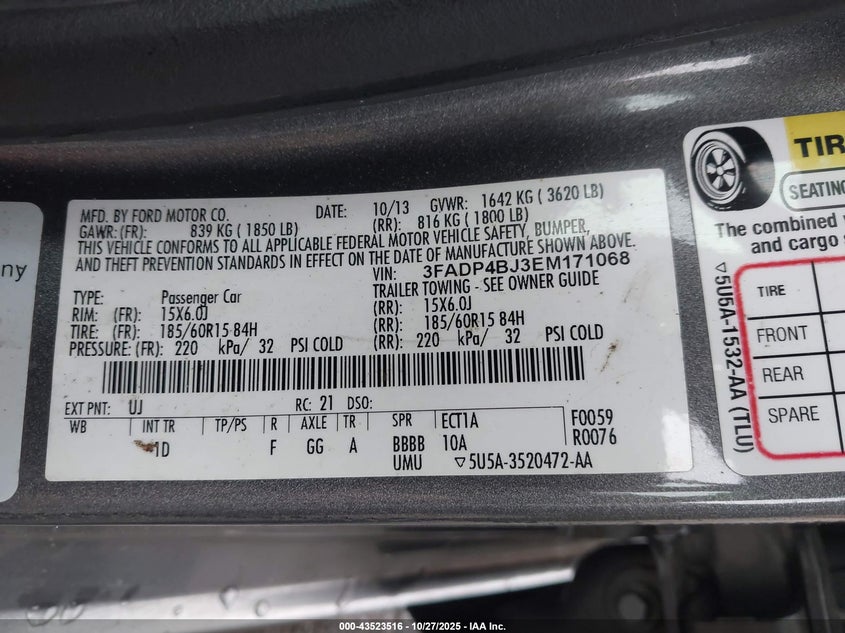 MFD. BY FORD MOTOR CO. DATE: 10/13 GVWR: 1642 KG ( 3620 LB)
GAWR: (FR): 839 KG ( 1850 LB) (RR): 816 KG ( 1800 LB)
THIS VEHICLE CONFORMS TO ALL APPLICABLE FEDERAL MOTOR VEHICLE SAFETY, BUMPER,
AND THEFT PREVENTION STANDARDS IN EFFECT ON THE DATE OF MANUFACTURE SHOWN ABOVE.
VIN: 3FADP4BJ3EM171068
TYPE: Passenger Car TRAILER TOWING - SEE OWNER GUIDE
RIM: (FR): 15X6.0J (RR): 15X6.0J
TIRE: (FR): 185/60R15 84H (RR): 185/60R15 84H
PRESSURE: (FR): 220 kPa/ 32 PSI COLD (RR): 220 kPa/ 32 PSI COLD
EXT PNT: UJ RC: 21 DSO:
WB INT TR TP/PS R AXLE TR SPR ECT1A F0059
1D F GG A BBBB 10A R0076
UMU ▽5U5A-3520472-AA
TIR
SEATING
The combined
and cargo
TIRE
FRONT
REAR
SPARE
▽5U5A-1532-AA (TLU)
000-43523516 | 10/27/2025 - IAA Inc.